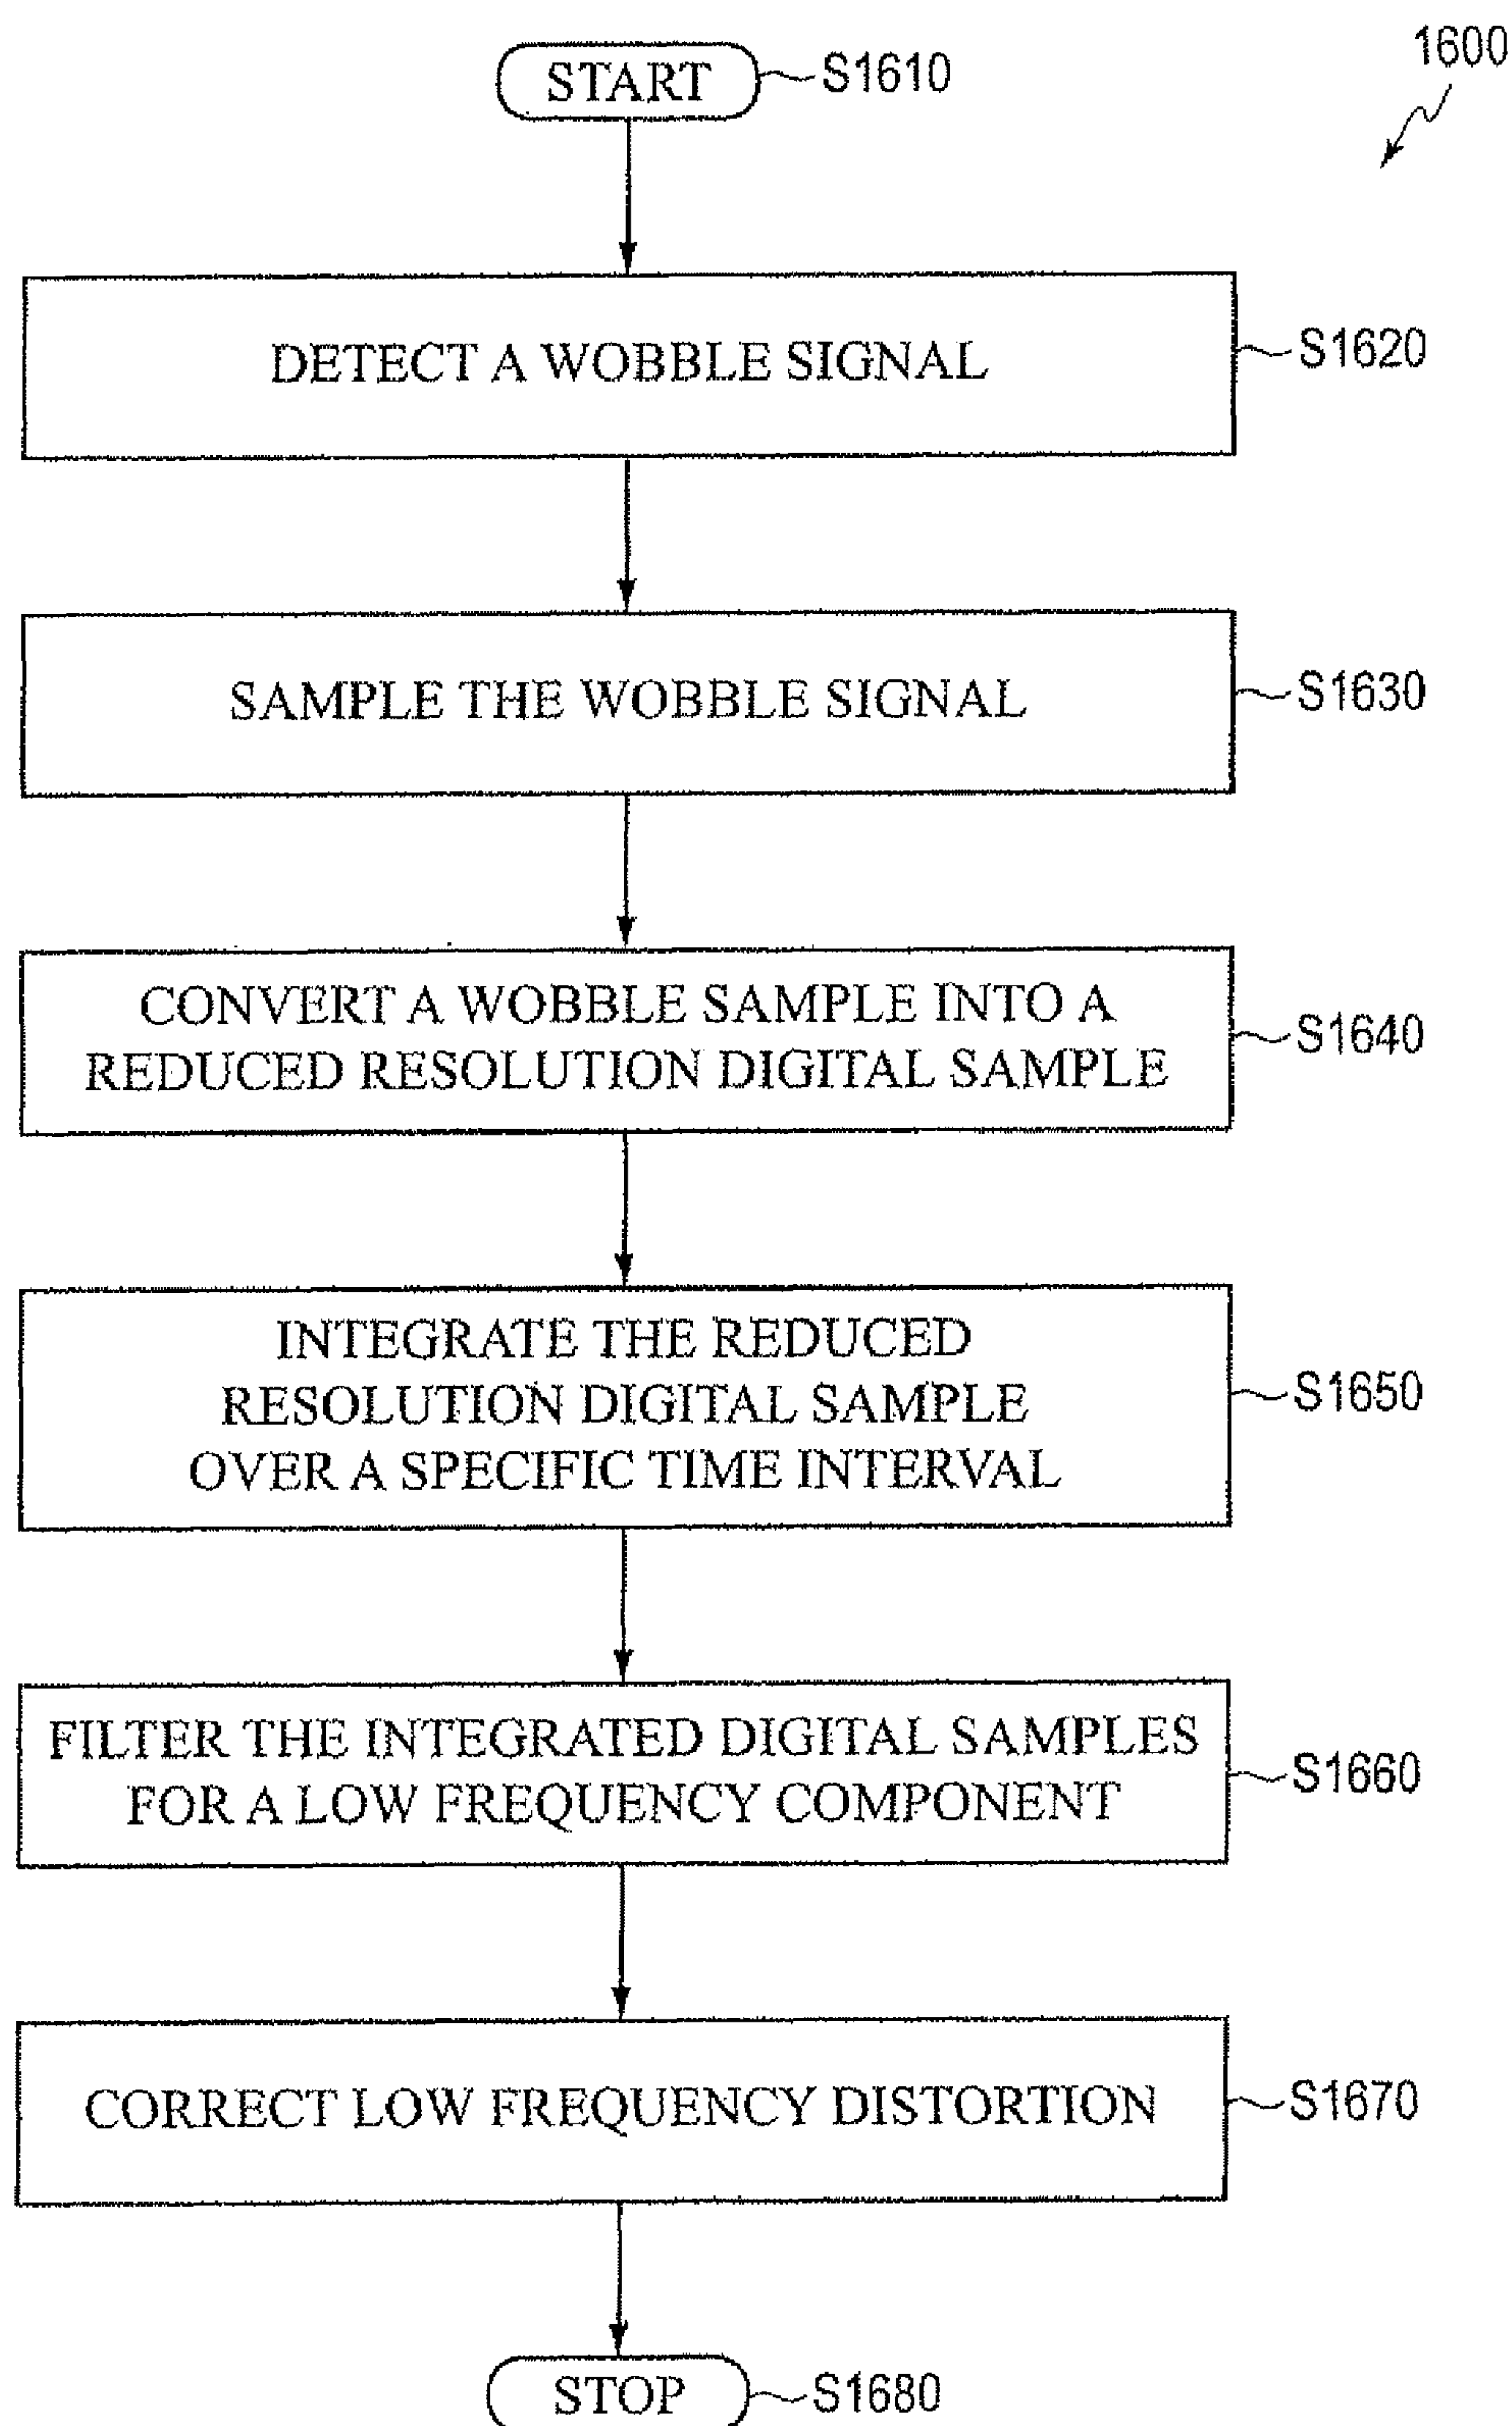 1600
START
S1610
DETECT A WOBBLE SIGNAL
S1620
SAMPLE THE WOBBLE SIGNAL
S1630
CONVERT A WOBBLE SAMPLE INTO A
REDUCED RESOLUTION DIGITAL SAMPLE
S1640
INTEGRATE THE REDUCED
RESOLUTION DIGITAL SAMPLE
OVER A SPECIFIC TIME INTERVAL
S1650
FILTER THE INTEGRATED DIGITAL SAMPLES
FOR A LOW FREQUENCY COMPONENT
S1660
CORRECT LOW FREQUENCY DISTORTION
S1670
STOP
S1680